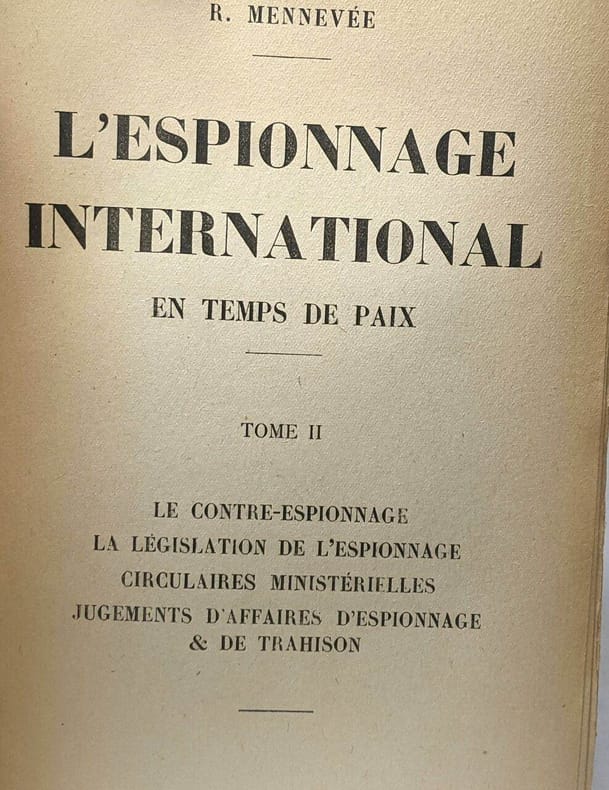 R. MENNEVÉE
L'ESPIONNAGE
INTERNATIONAL
EN TEMPS DE PAIX
TOME II
LE CONTRE-ESPIONNAGE
LA LÉGISLATION DE L'ESPIONNAGE
CIRCULAIRES MINISTÉRIELLES
JUGEMENTS D'AFFAIRES D'ESPIONNAGE
& DE TRAHISON